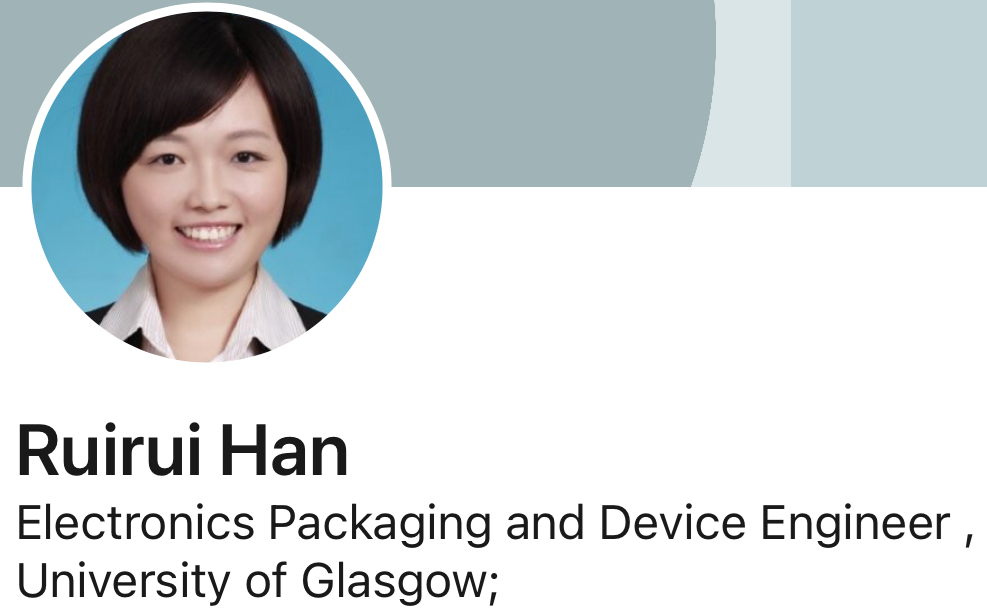 Ruirui Han
Electronics Packaging and Device Engineer ,
University of Glasgow;